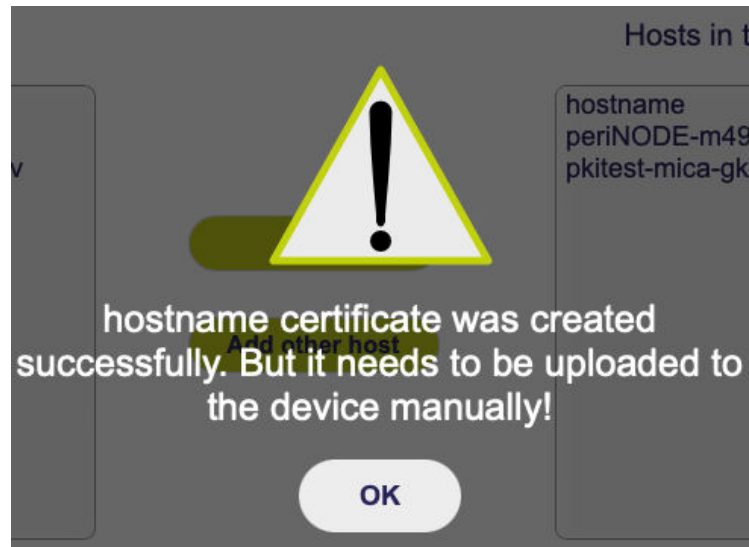 Hosts in t
hostname
periNODE-m49
pkitest-mica-gk
v
hostname certificate was created
Add other host
successfully. But it needs to be uploaded to
the device manually!
OK